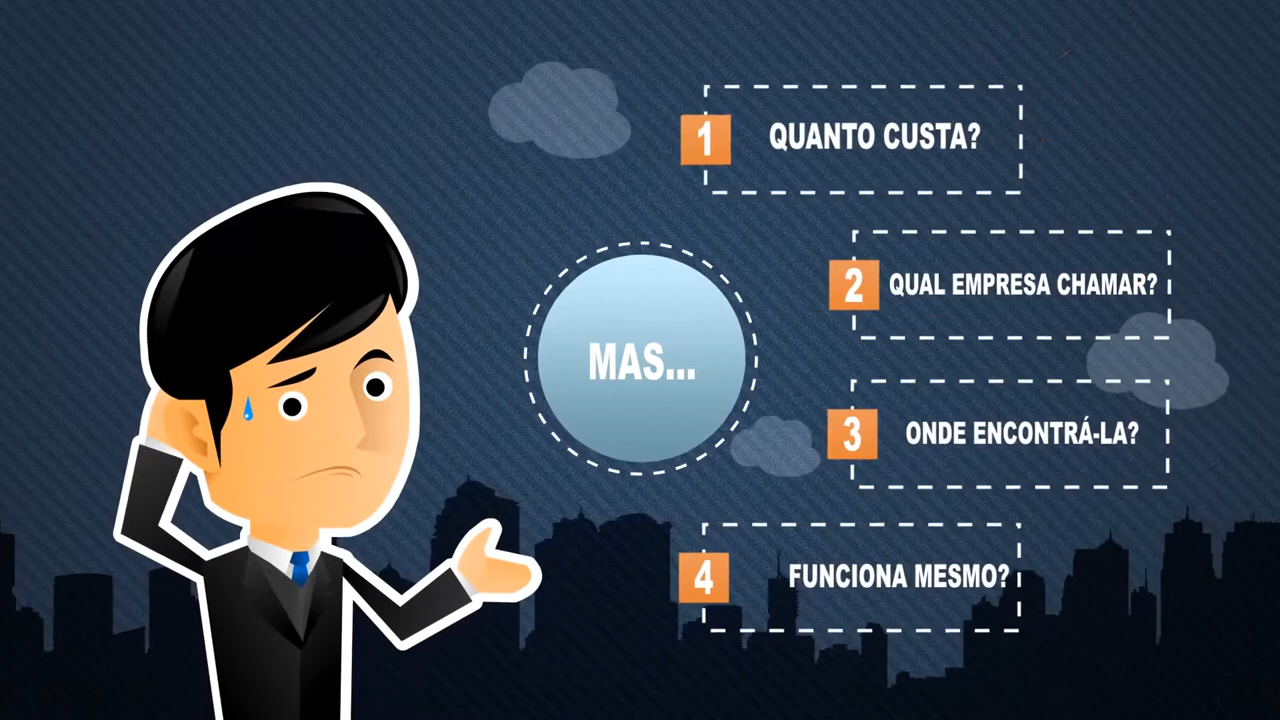 MAS...
1 QUANTO CUSTA?
2 QUAL EMPRESA CHAMAR?
3 ONDE ENCONTRÁ-LA?
4 FUNCIONA MESMO?